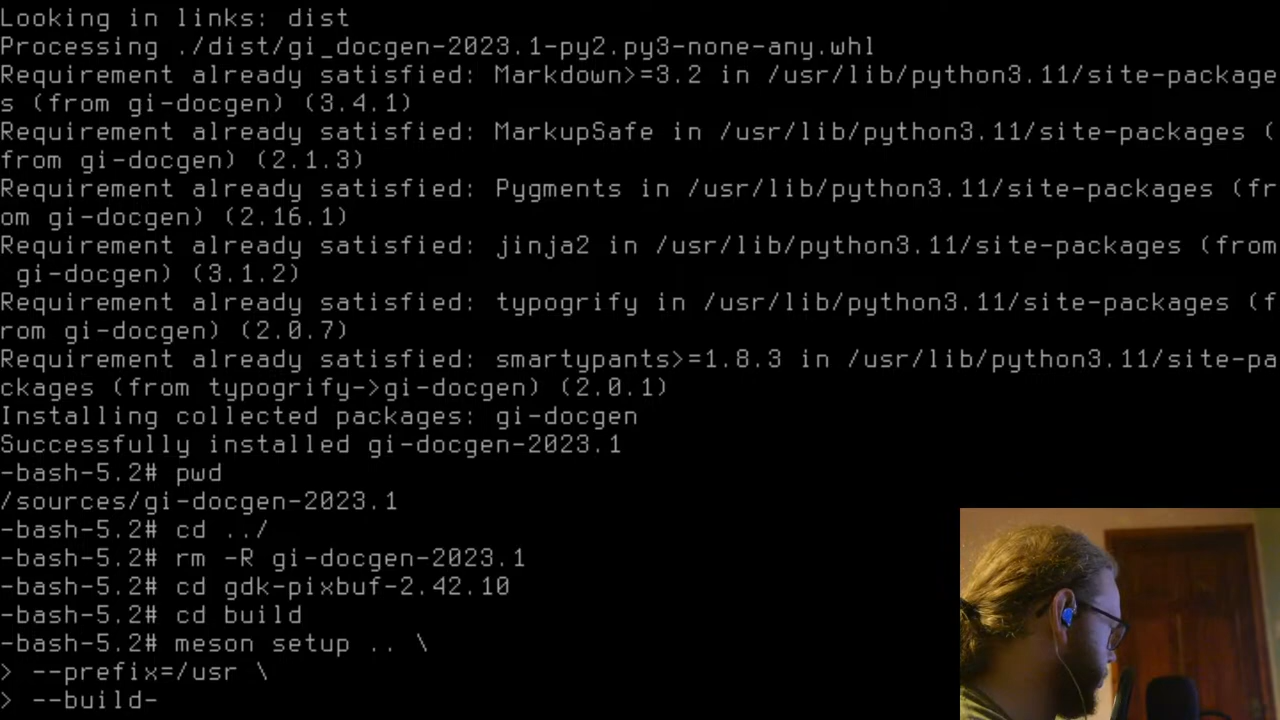 Looking in links: dist
Processing ./dist/gi_docgen-2023.1-py2.py3-none-any.whl
Requirement already satisfied: Markdown>=3.2 in /usr/lib/python3.11/site-package
s (from gi-docgen) (3.4.1)
Requirement already satisfied: MarkupSafe in /usr/lib/python3.11/site-packages (
from gi-docgen) (2.1.3)
Requirement already satisfied: Pygments in /usr/lib/python3.11/site-packages (fr
om gi-docgen) (2.16.1)
Requirement already satisfied: jinja2 in /usr/lib/python3.11/site-packages (from
 gi-docgen) (3.1.2)
Requirement already satisfied: typogrify in /usr/lib/python3.11/site-packages (f
rom gi-docgen) (2.0.7)
Requirement already satisfied: smartypants>=1.8.3 in /usr/lib/python3.11/site-pa
ckages (from typogrify->gi-docgen) (2.0.1)
Installing collected packages: gi-docgen
Successfully installed gi-docgen-2023.1
-bash-5.2# pwd
/sources/gi-docgen-2023.1
-bash-5.2# cd ../
-bash-5.2# rm -R gi-docgen-2023.1
-bash-5.2# cd gdk-pixbuf-2.42.10
-bash-5.2# cd build
-bash-5.2# meson setup .. \
> --prefix=/usr \
> --build-